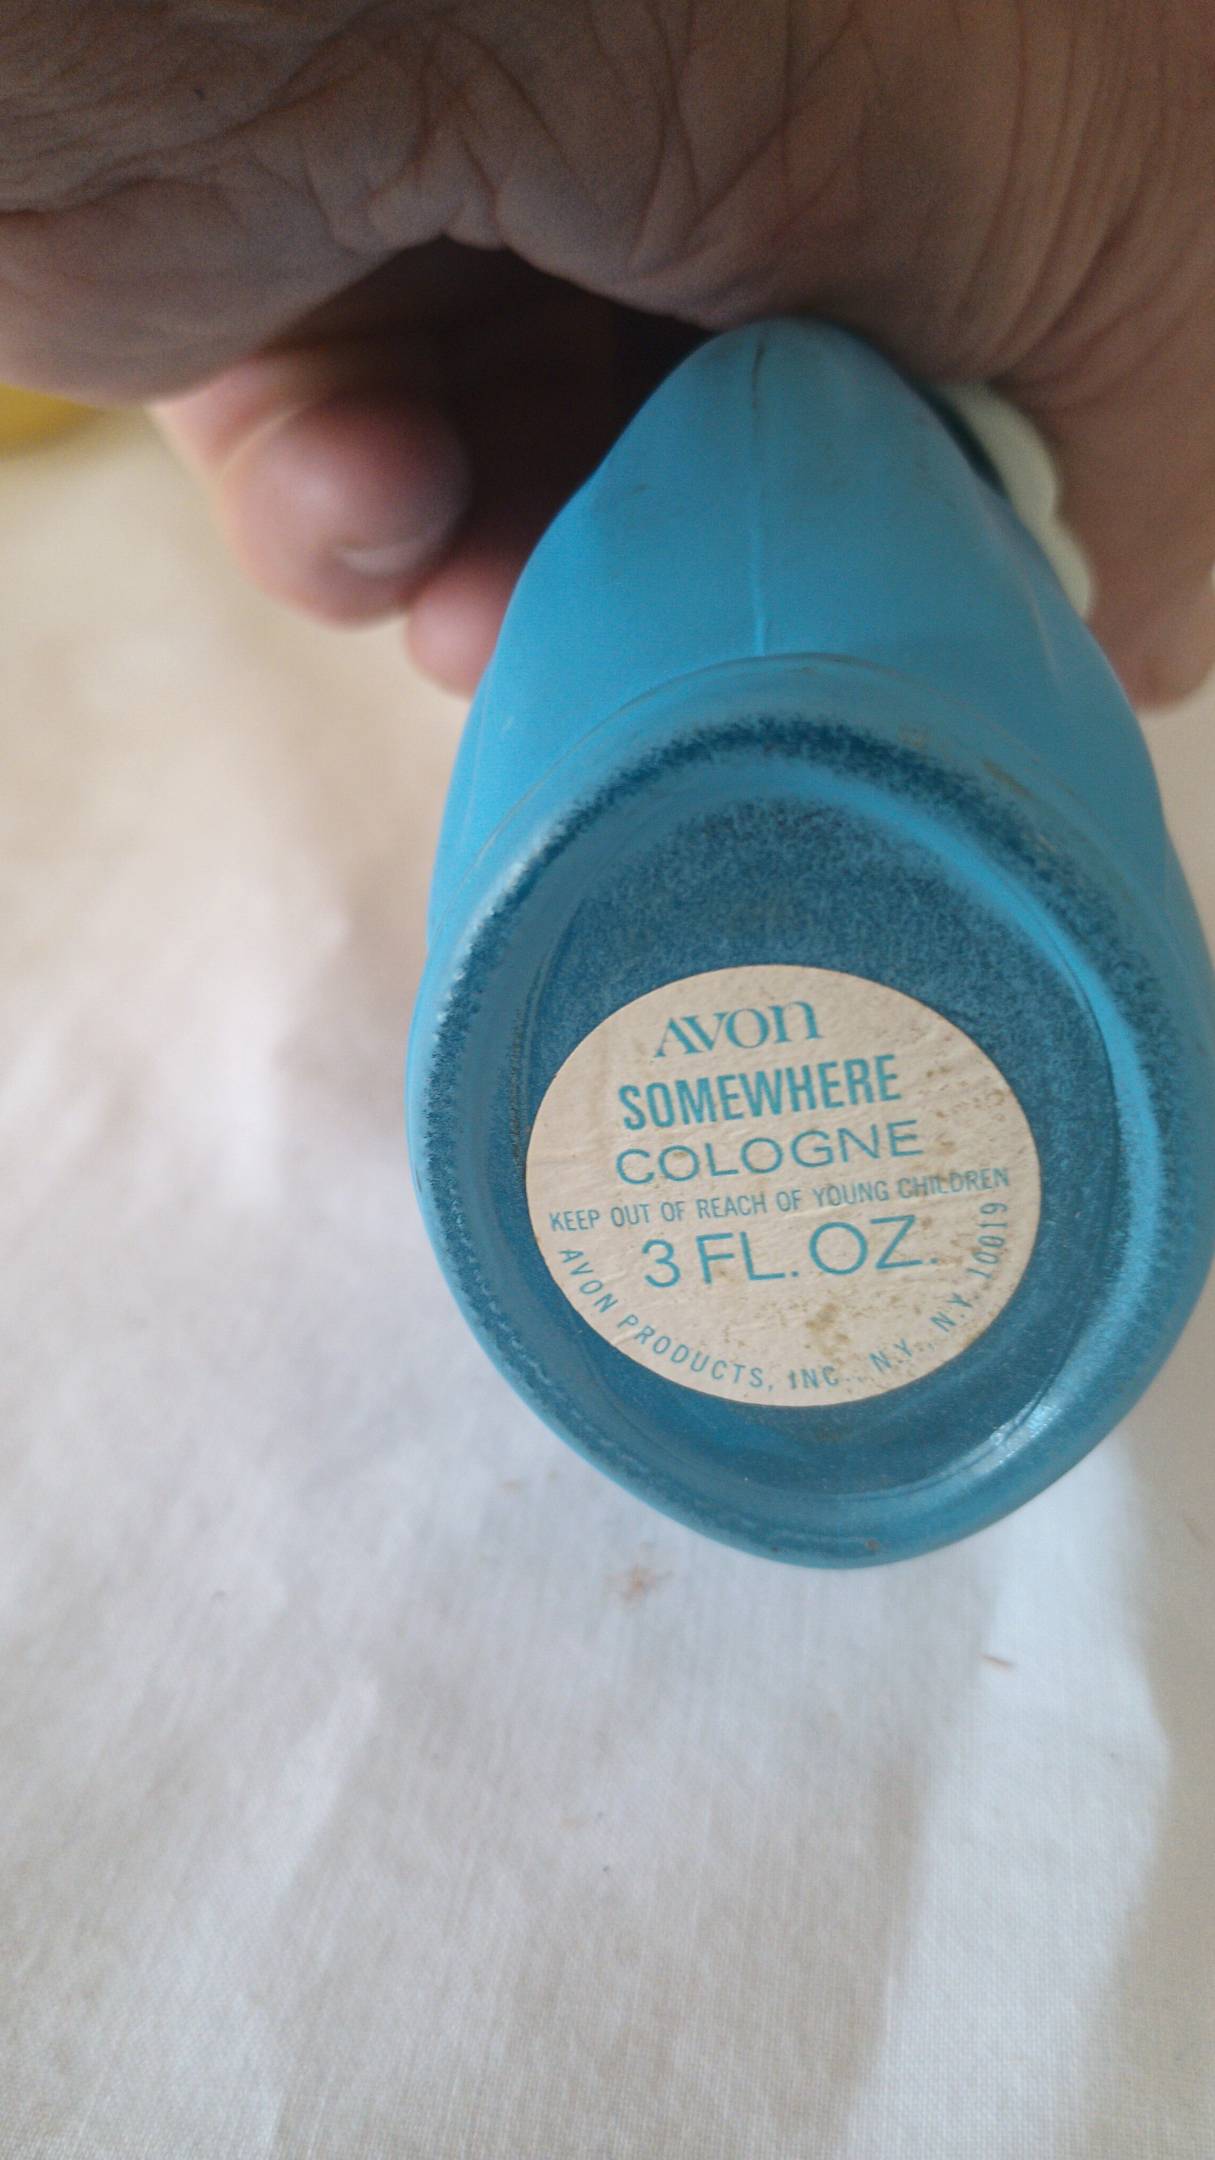 AVON
SOMEWHERE
COLOGNE
KEEP OUT OF REACH OF YOUNG CHILDREN
3 FL. OZ.
AVON PRODUCTS, INC., N.Y., N.Y. 10019